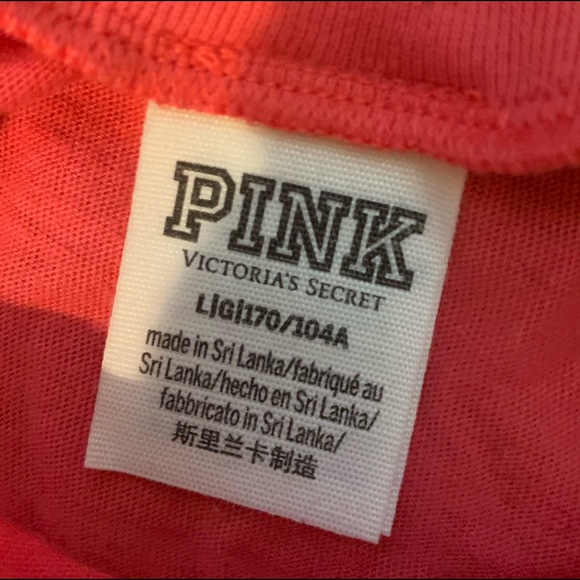 PINK
VICTORIA'S SECRET
L|G|170/104A
made in Sri Lanka/fabriqué au
Sri Lanka/hecho en Sri Lanka/
fabbricato in Sri Lanka/
斯里兰卡制造